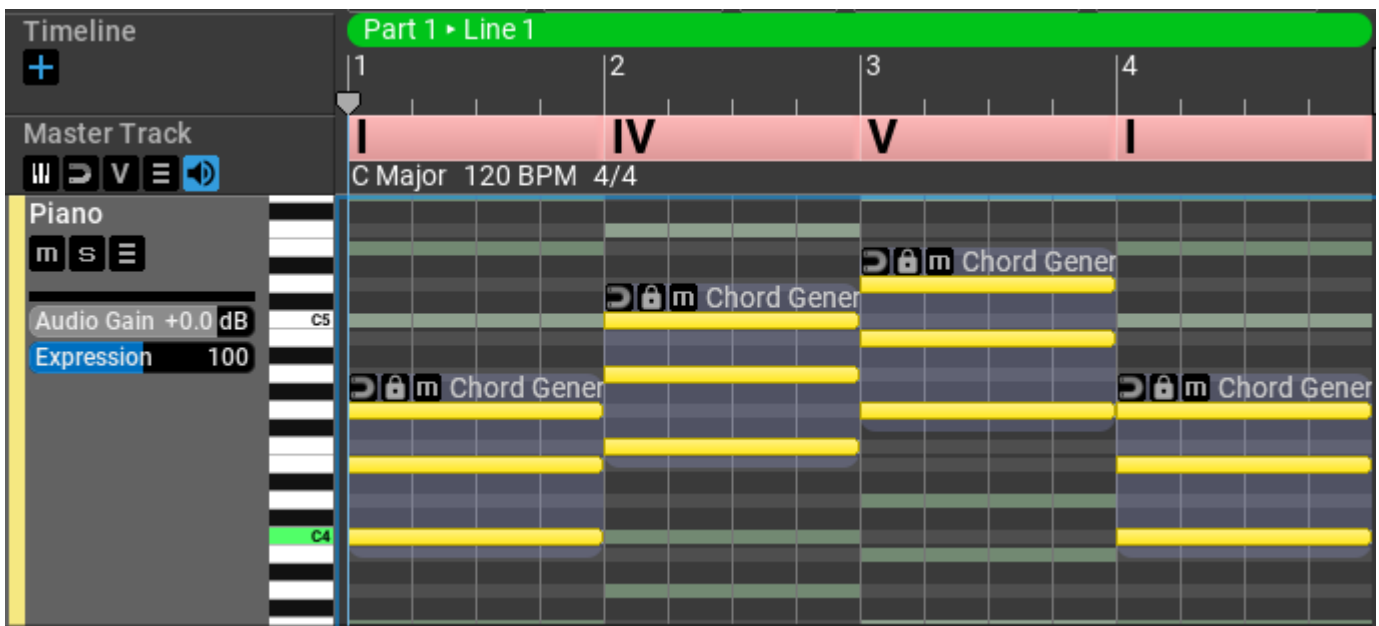 Timeline
Part 1 ▸ Line 1
1 2 3 4
Master Track
I IV V I
V
C Major 120 BPM 4/4
Piano
m s
m Chord Gener
m Chord Gener
m Chord Gener
m Chord Gener
Audio Gain +0.0 dB
C5
Expression 100
C4